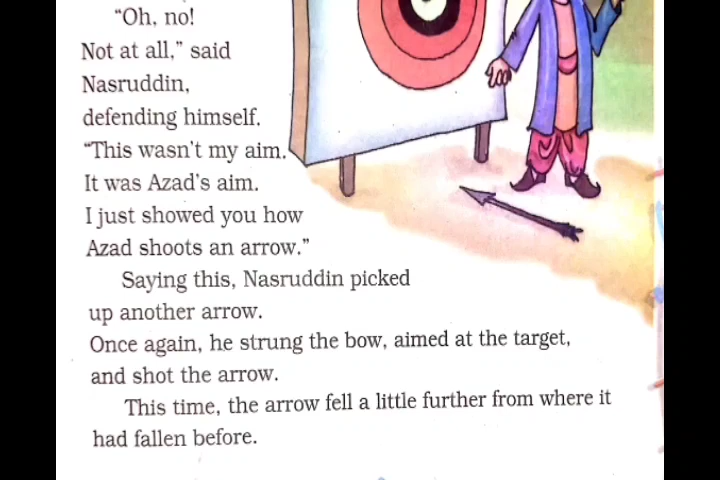 “Oh, no!
Not at all,” said
Nasruddin,
defending himself.
“This wasn't my aim.
It was Azad's aim.
I just showed you how
Azad shoots an arrow.”
Saying this, Nasruddin picked
up another arrow.
Once again, he strung the bow, aimed at the target,
and shot the arrow.
This time, the arrow fell a little further from where it
had fallen before.